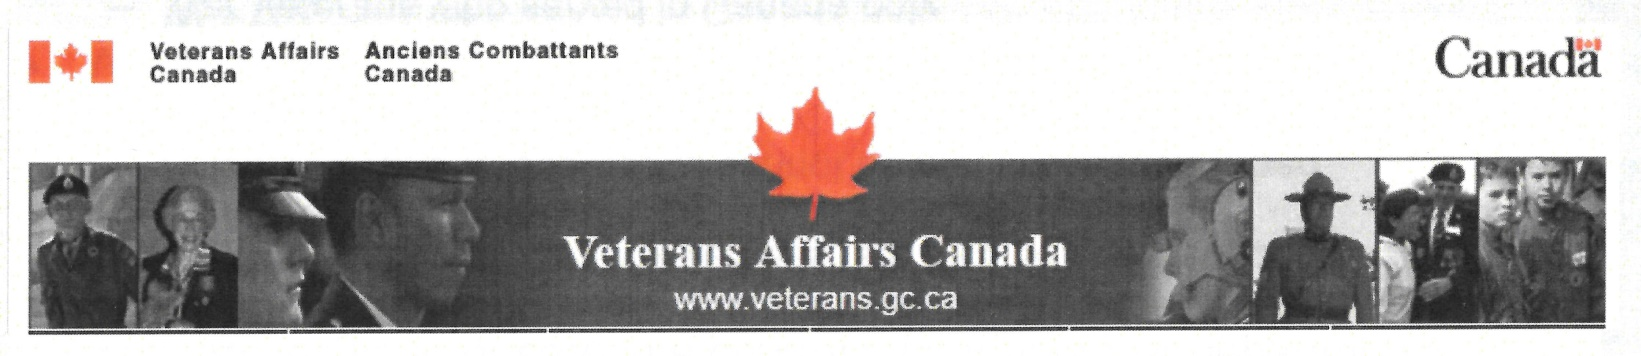 Veterans Affairs Canada
Anciens Combattants Canada
Canada
Veterans Affairs Canada
www.veterans.gc.ca